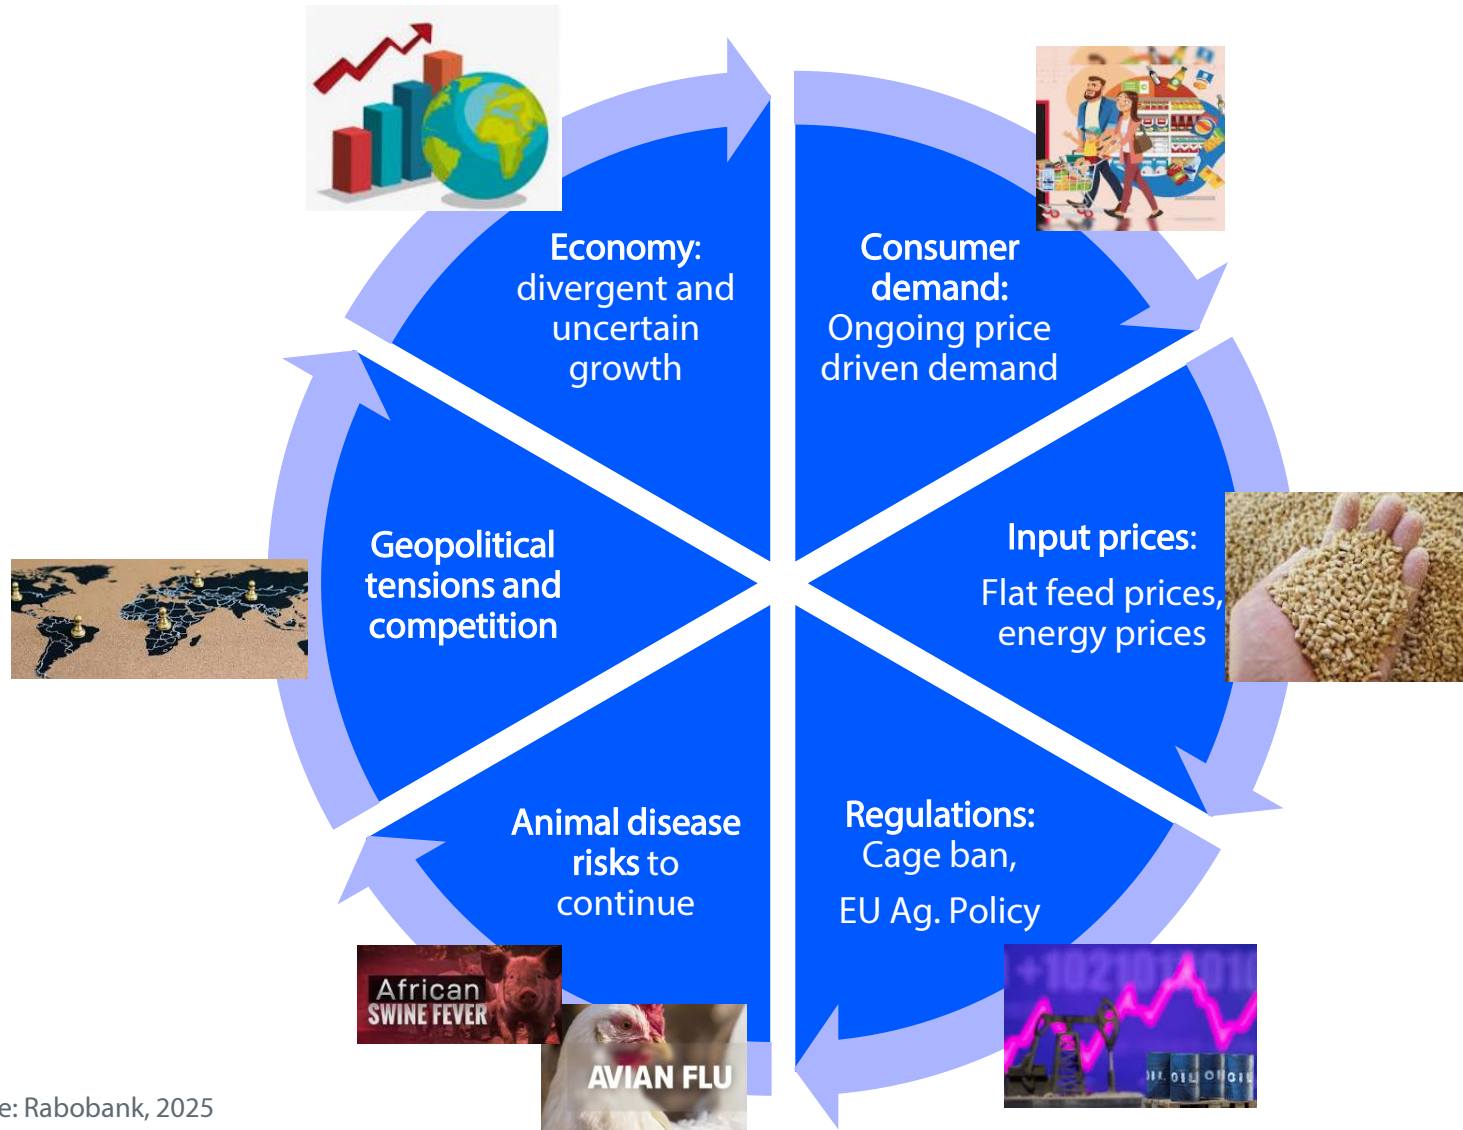 Economy:
divergent and
uncertain
growth
Consumer
demand:
Ongoing price
driven demand
Input prices:
Flat feed prices,
energy prices
Regulations:
Cage ban,
EU Ag. Policy
Animal disease
risks to
continue
Geopolitical
tensions and
competition
African
SWINE FEVER
AVIAN FLU
OIL OIL
e: Rabobank, 2025